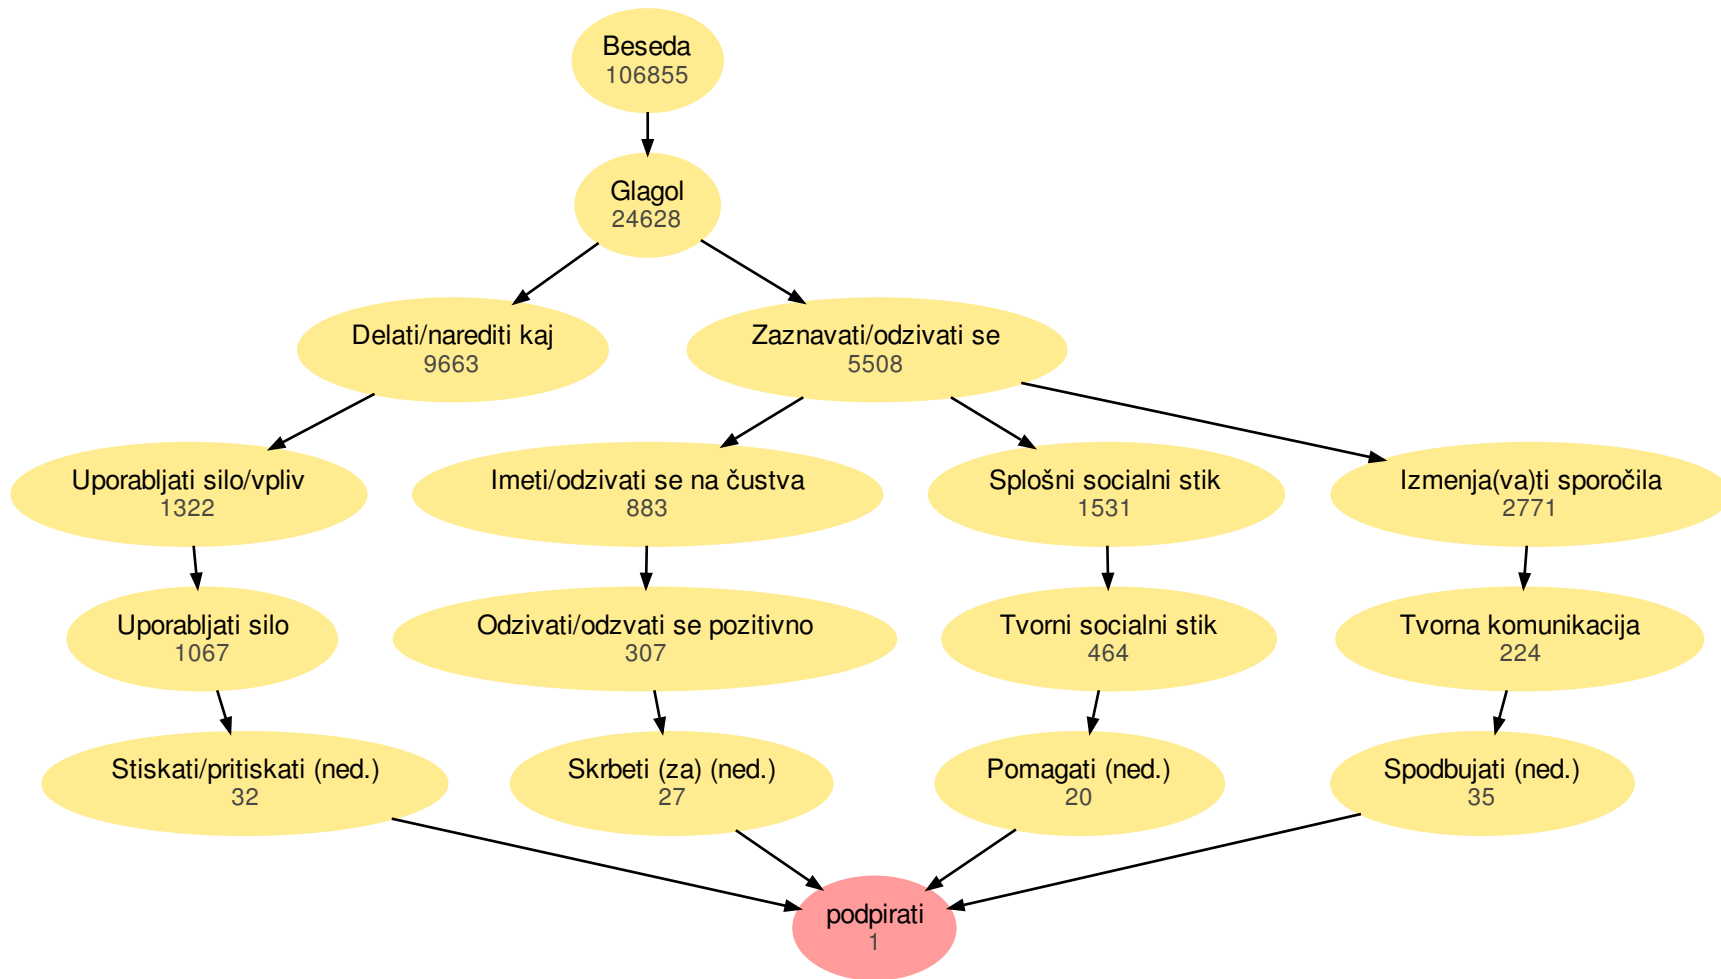 Beseda
106855
Glagol
24628
Delati/narediti kaj
9663
Zaznavati/odzivati se
5508
Uporabljati silo/vpliv
1322
Imeti/odzivati se na čustva
883
Splošni socialni stik
1531
Izmenja(va)ti sporočila
2771
Uporabljati silo
1067
Odzivati/odzvati se pozitivno
307
Tvorni socialni stik
464
Tvorna komunikacija
224
Stiskati/pritiskati (ned.)
32
Skrbeti (za) (ned.)
27
Pomagati (ned.)
20
Spodbujati (ned.)
35
podpirati
1